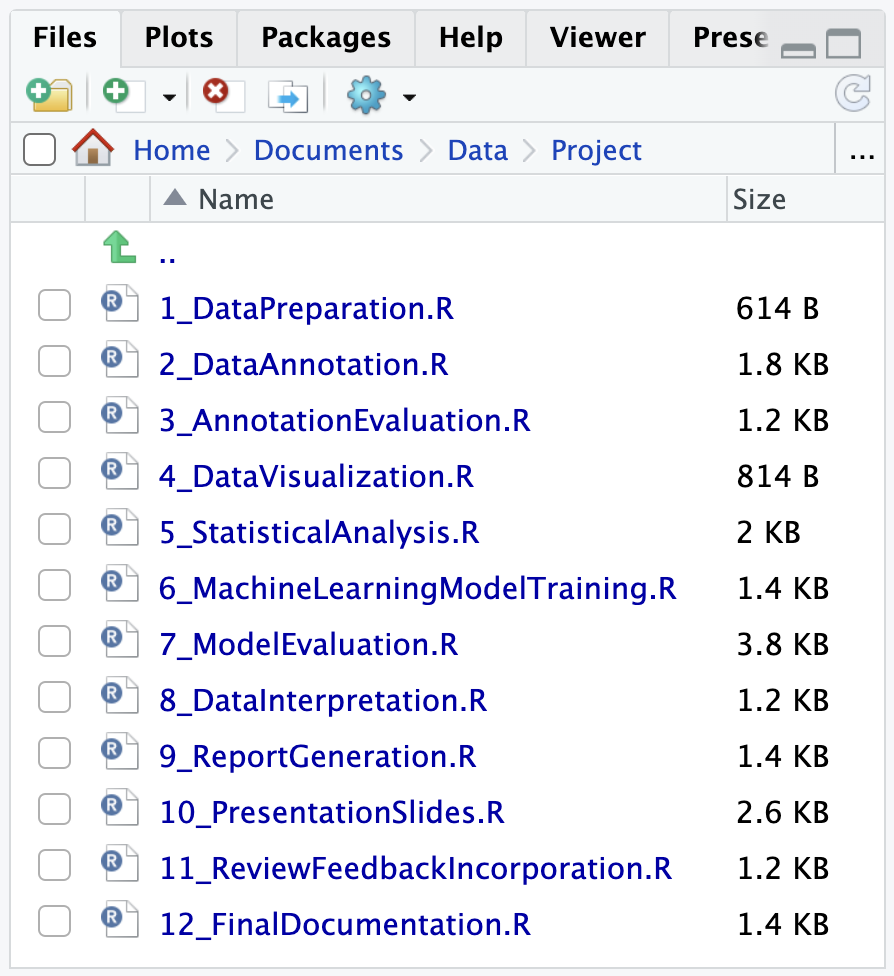 Files Plots Packages Help Viewer Prese
Home Documents Data Project ...
Name Size
..
1_DataPreparation.R 614 B
2_DataAnnotation.R 1.8 KB
3_AnnotationEvaluation.R 1.2 KB
4_DataVisualization.R 814 B
5_StatisticalAnalysis.R 2 KB
6_MachineLearningModelTraining.R 1.4 KB
7_ModelEvaluation.R 3.8 KB
8_DataInterpretation.R 1.2 KB
9_ReportGeneration.R 1.4 KB
10_PresentationSlides.R 2.6 KB
11_ReviewFeedbackIncorporation.R 1.2 KB
12_FinalDocumentation.R 1.4 KB